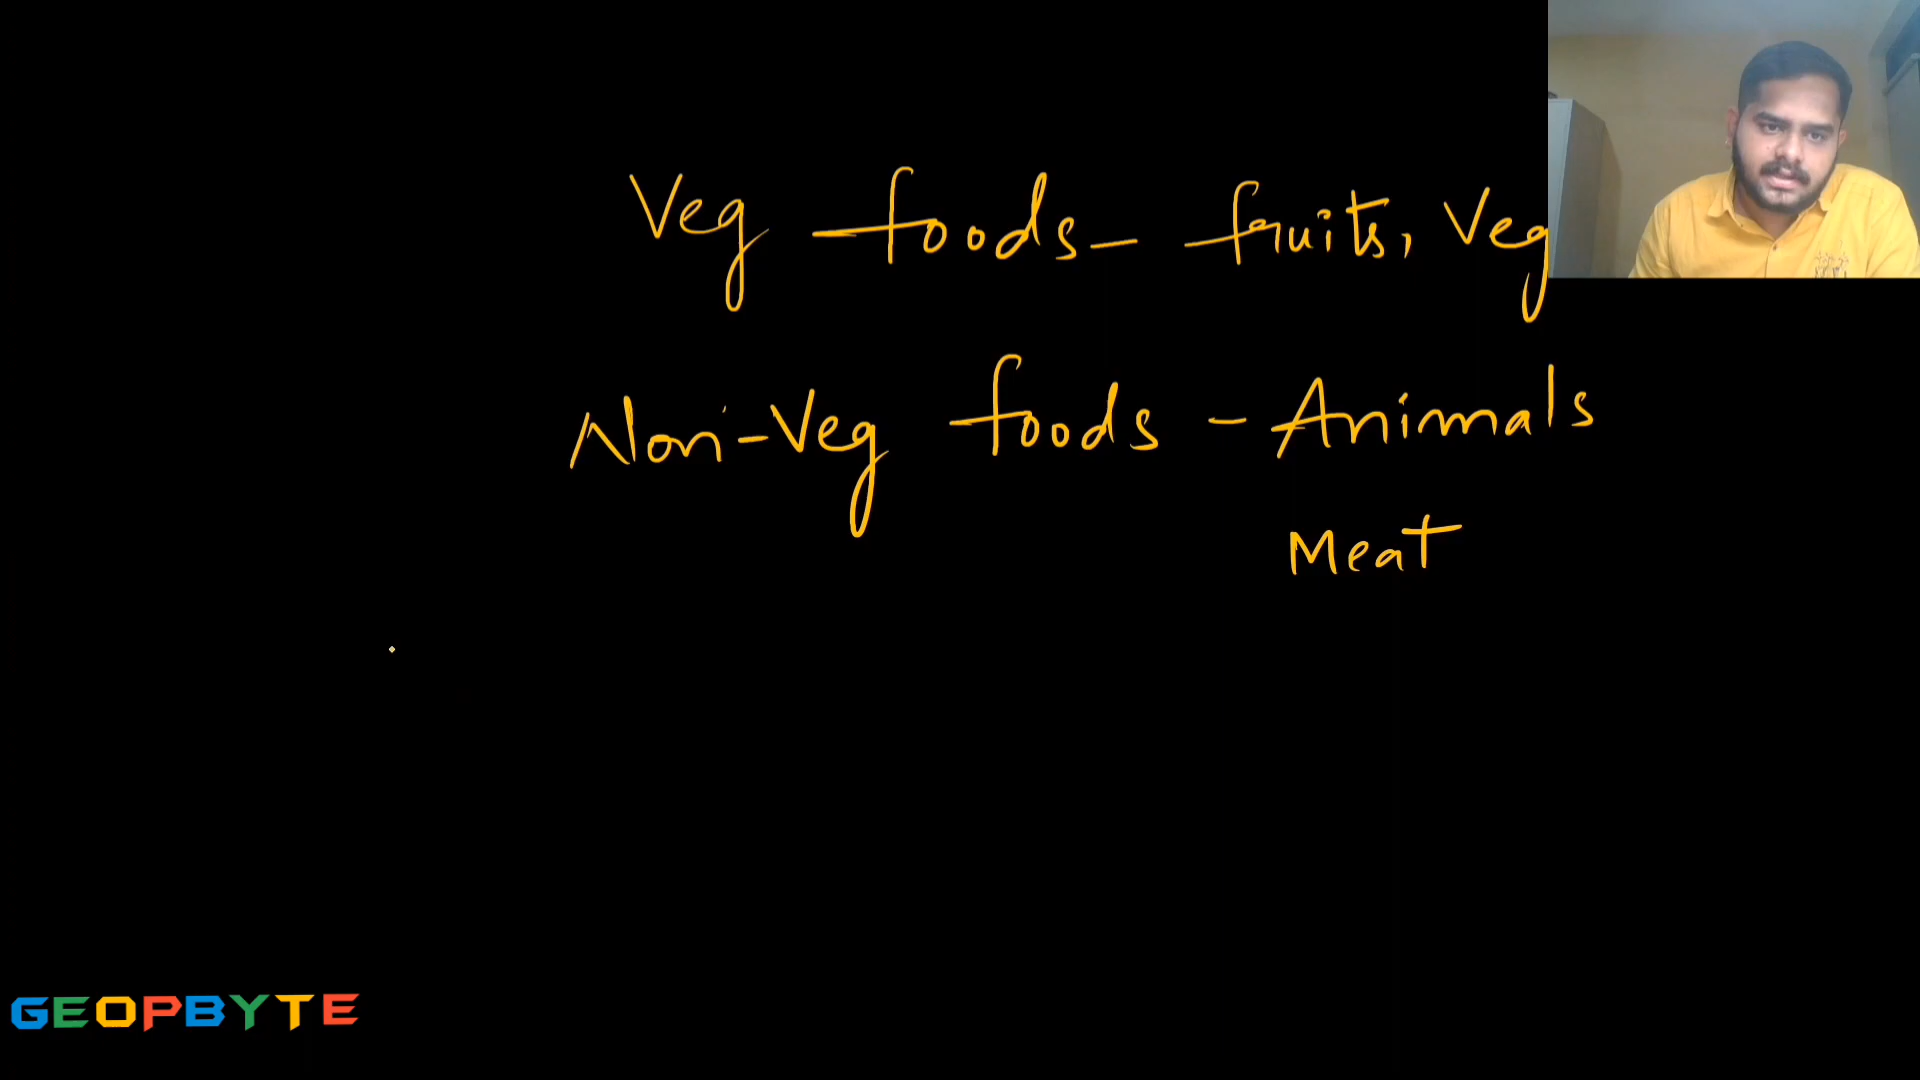 Veg foods - fruits, Veg
Non-Veg foods - Animals
Meat
GEOPBYTE